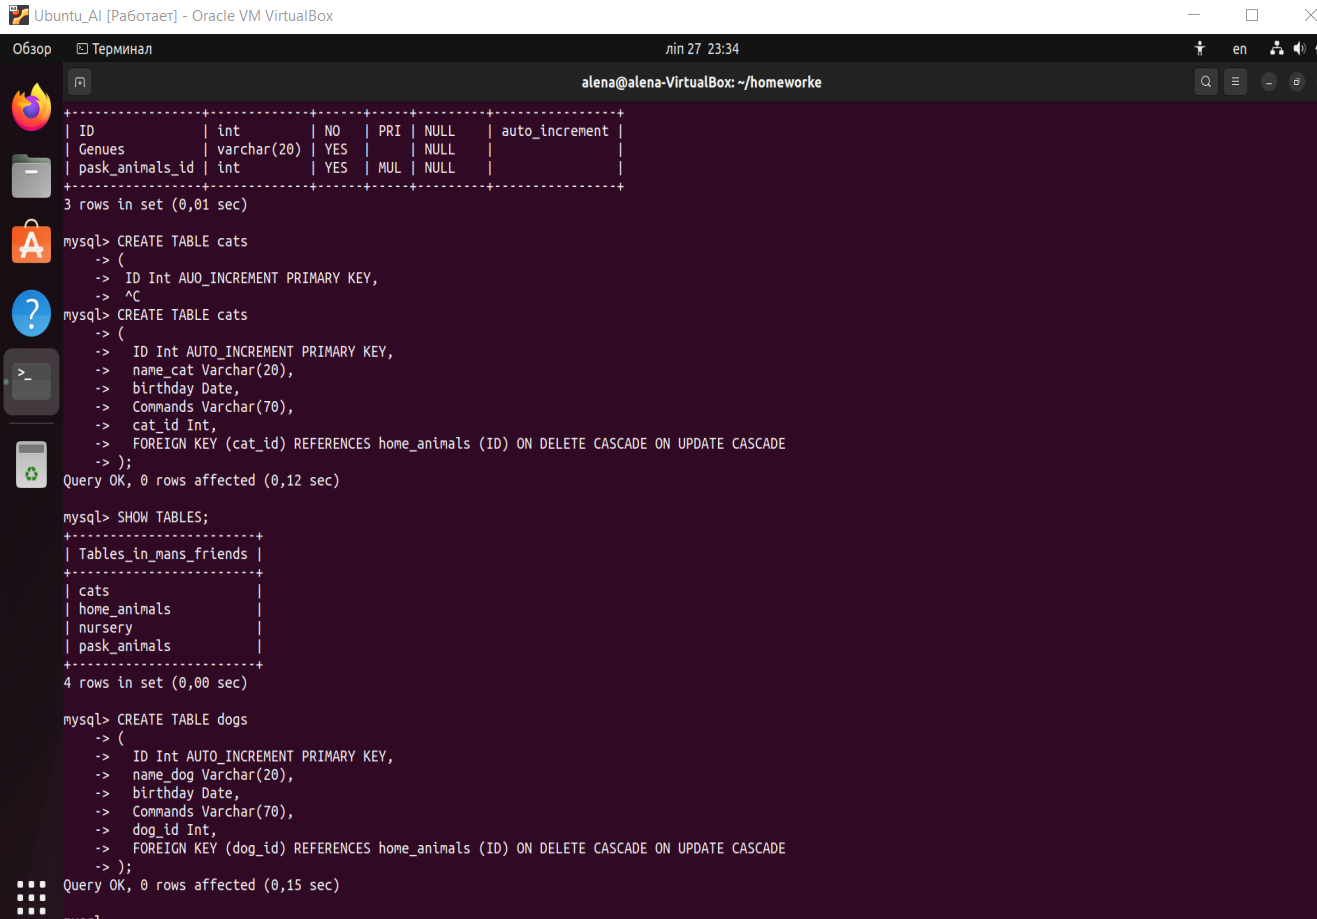 Ubuntu_AI [Работает] - Oracle VM VirtualBox
Обзор Терминал ліп 27 23:34 en
alena@alena-VirtualBox: ~/homeworke
+-----------------+-------------+------+-----+---------+----------------+
| ID | int | NO | PRI | NULL | auto_increment |
| Genues | varchar(20) | YES | | NULL | |
| pask_animals_id | int | YES | MUL | NULL | |
+-----------------+-------------+------+-----+---------+----------------+
3 rows in set (0,01 sec)
mysql> CREATE TABLE cats
-> (
-> ID Int AUO_INCREMENT PRIMARY KEY,
-> ^C
mysql> CREATE TABLE cats
-> (
-> ID Int AUTO_INCREMENT PRIMARY KEY,
-> name_cat Varchar(20),
-> birthday Date,
-> Commands Varchar(70),
-> cat_id Int,
-> FOREIGN KEY (cat_id) REFERENCES home_animals (ID) ON DELETE CASCADE ON UPDATE CASCADE
-> );
Query OK, 0 rows affected (0,12 sec)
mysql> SHOW TABLES;
+------------------------+
| Tables_in_mans_friends |
+------------------------+
| cats |
| home_animals |
| nursery |
| pask_animals |
+------------------------+
4 rows in set (0,00 sec)
mysql> CREATE TABLE dogs
-> (
-> ID Int AUTO_INCREMENT PRIMARY KEY,
-> name_dog Varchar(20),
-> birthday Date,
-> Commands Varchar(70),
-> dog_id Int,
-> FOREIGN KEY (dog_id) REFERENCES home_animals (ID) ON DELETE CASCADE ON UPDATE CASCADE
-> );
Query OK, 0 rows affected (0,15 sec)